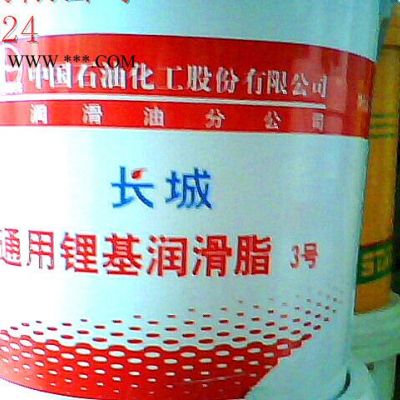 24
WWW.***.COM
中国石油化工股份有限公司
润滑油分公司
长城
通用锂基润滑脂 3号